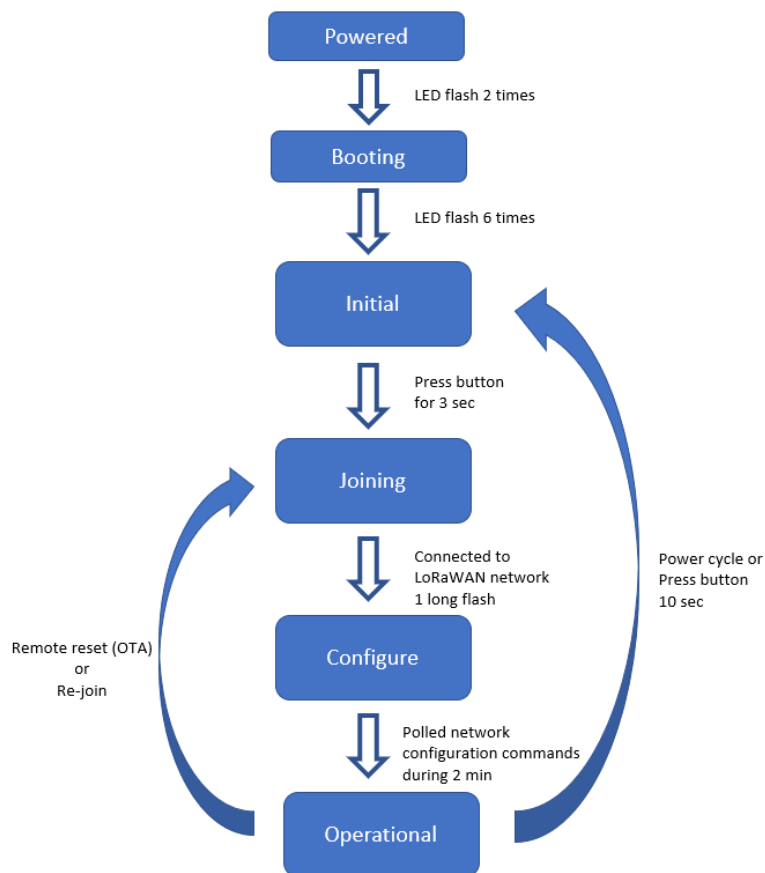 Powered
LED flash 2 times
Booting
LED flash 6 times
Initial
Press button
for 3 sec
Joining
Connected to
LoRaWAN network
1 long flash
Power cycle or
Press button
10 sec
Remote reset (OTA)
or
Re-join
Configure
Polled network
configuration commands
during 2 min
Operational